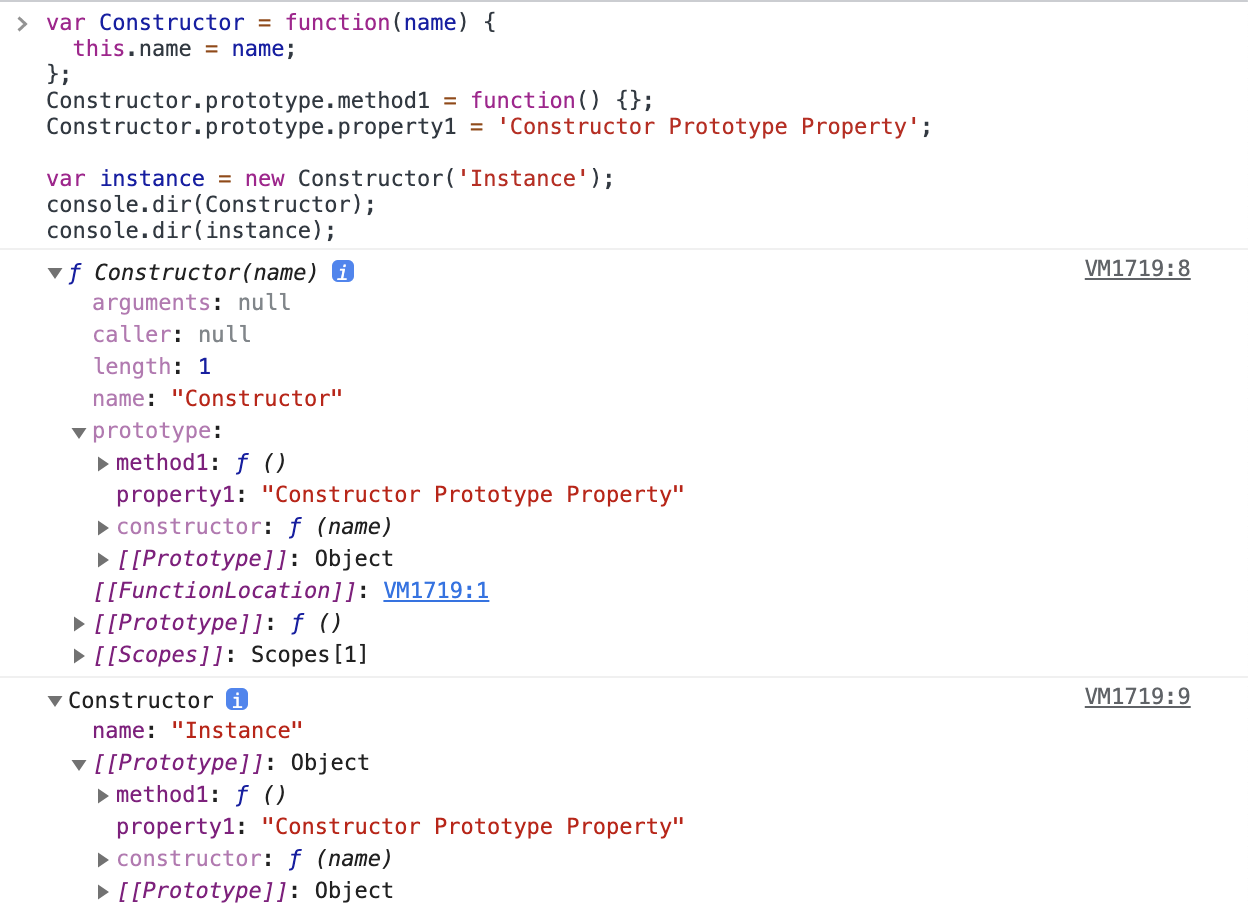 > var Constructor = function(name) {
this.name = name;
};
Constructor.prototype.method1 = function() {};
Constructor.prototype.property1 = 'Constructor Prototype Property';
var instance = new Constructor('Instance');
console.dir(Constructor);
console.dir(instance);
▼ƒ Constructor(name) i VM1719:8
arguments: null
caller: null
length: 1
name: "Constructor"
▼prototype:
▶method1: ƒ ()
property1: "Constructor Prototype Property"
▶constructor: ƒ (name)
▶[[Prototype]]: Object
[[FunctionLocation]]: VM1719:1
▶[[Prototype]]: ƒ ()
▶[[Scopes]]: Scopes[1]
▼Constructor i VM1719:9
name: "Instance"
▼[[Prototype]]: Object
▶method1: ƒ ()
property1: "Constructor Prototype Property"
▶constructor: ƒ (name)
▶[[Prototype]]: Object